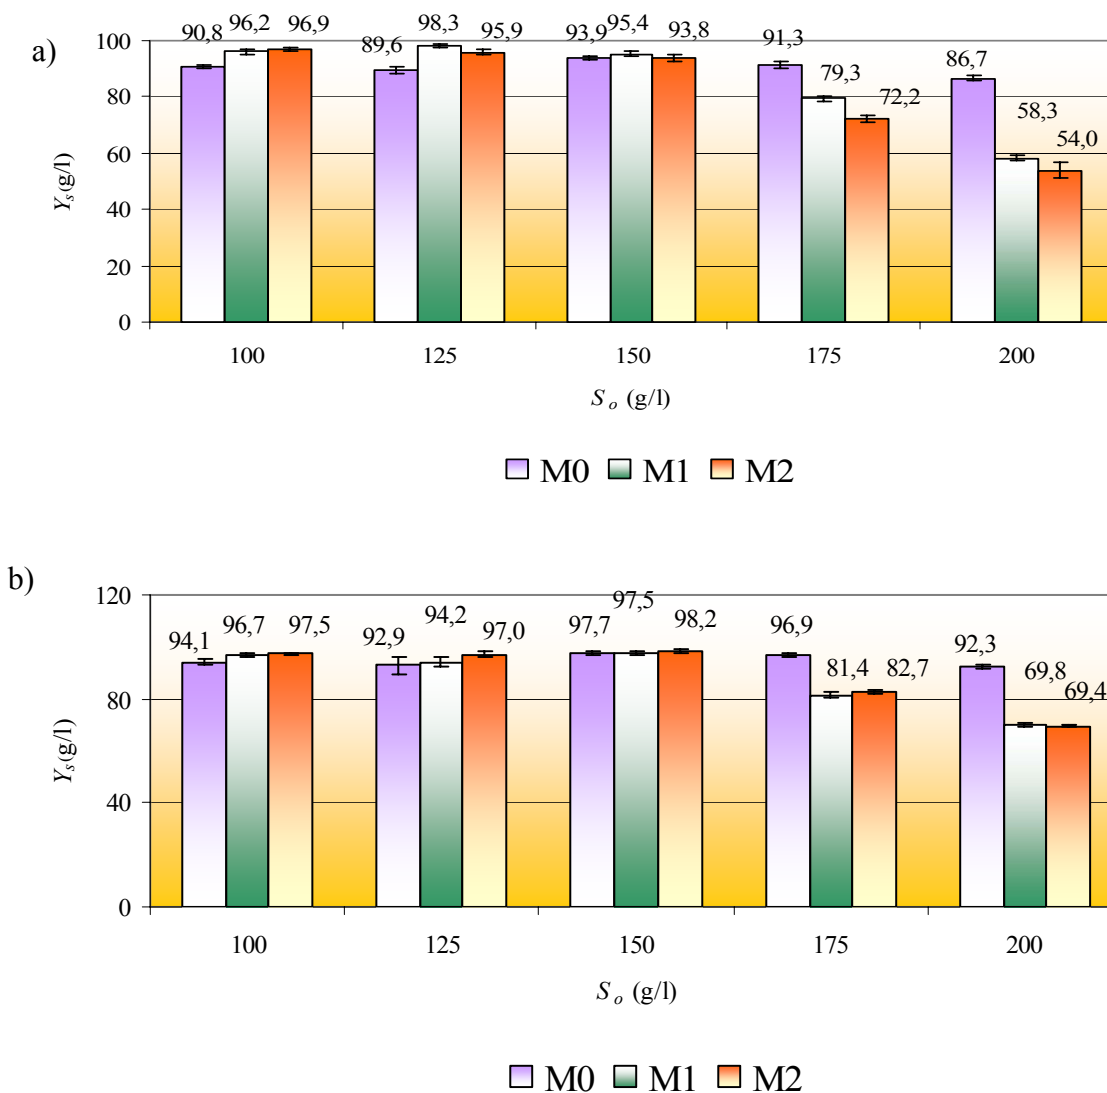 a)
90,8 96,2 96,9 89,6 98,3 95,9 93,9 95,4 93,8 91,3 79,3 72,2 86,7 58,3 54,0
100
80
60
40
20
0
Ys(g/l)
100 125 150 175 200
So (g/l)
M0 M1 M2
b)
94,1 96,7 97,5 92,9 94,2 97,0 97,7 97,5 98,2 96,9 81,4 82,7 92,3 69,8 69,4
120
80
40
0
Ys(g/l)
100 125 150 175 200
So (g/l)
M0 M1 M2